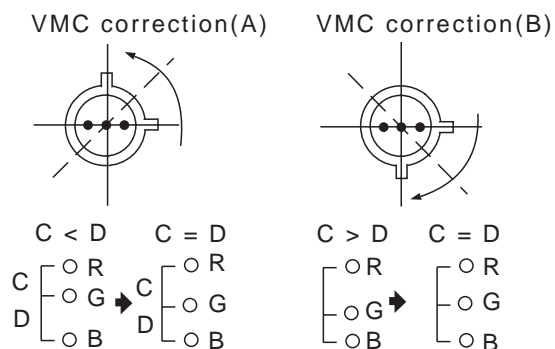 VMC correction(A)
VMC correction(B)
C < D
C = D
C > D
C = D
R
R
R
R
C
C
G
G
G
G
D
D
B
B
B
B